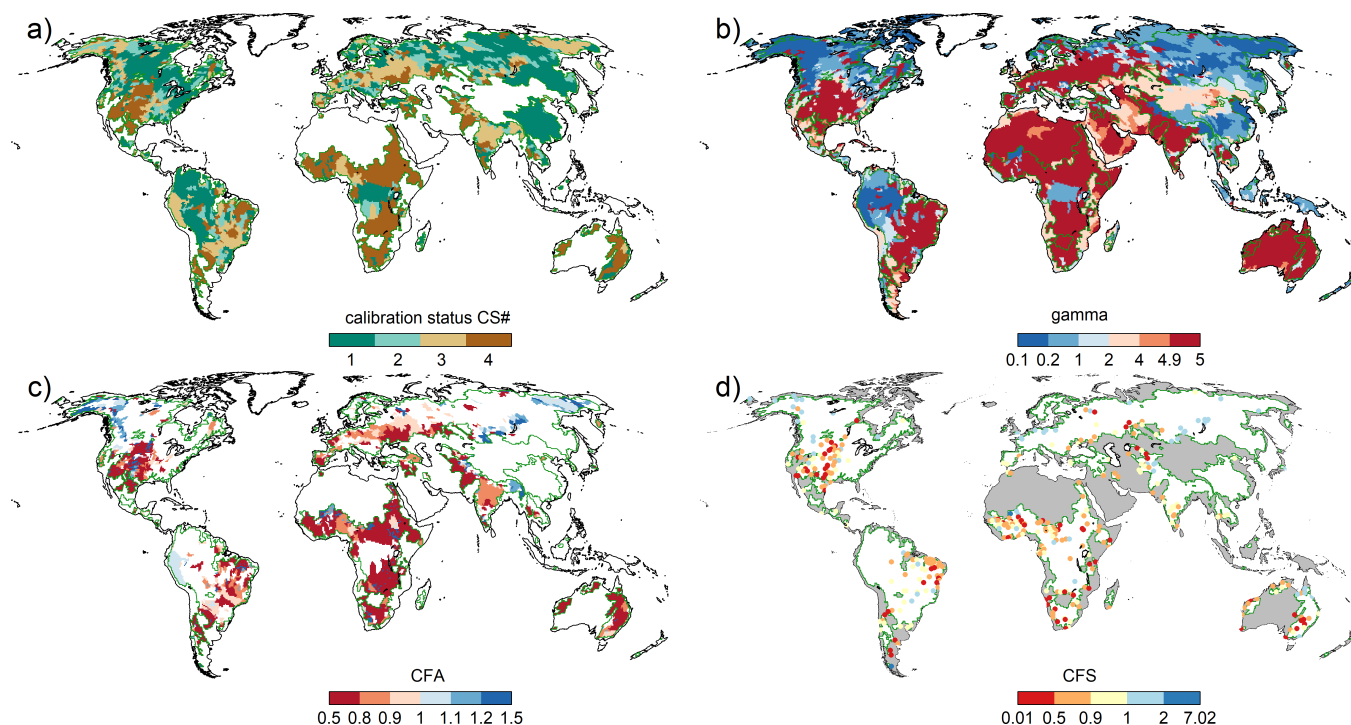 a)
calibration status CS#
1 2 3 4
b)
gamma
0.1 0.2 1 2 4 4.9 5
c)
CFA
0.5 0.8 0.9 1 1.1 1.2 1.5
d)
CFS
0.01 0.5 0.9 1 2 7.02